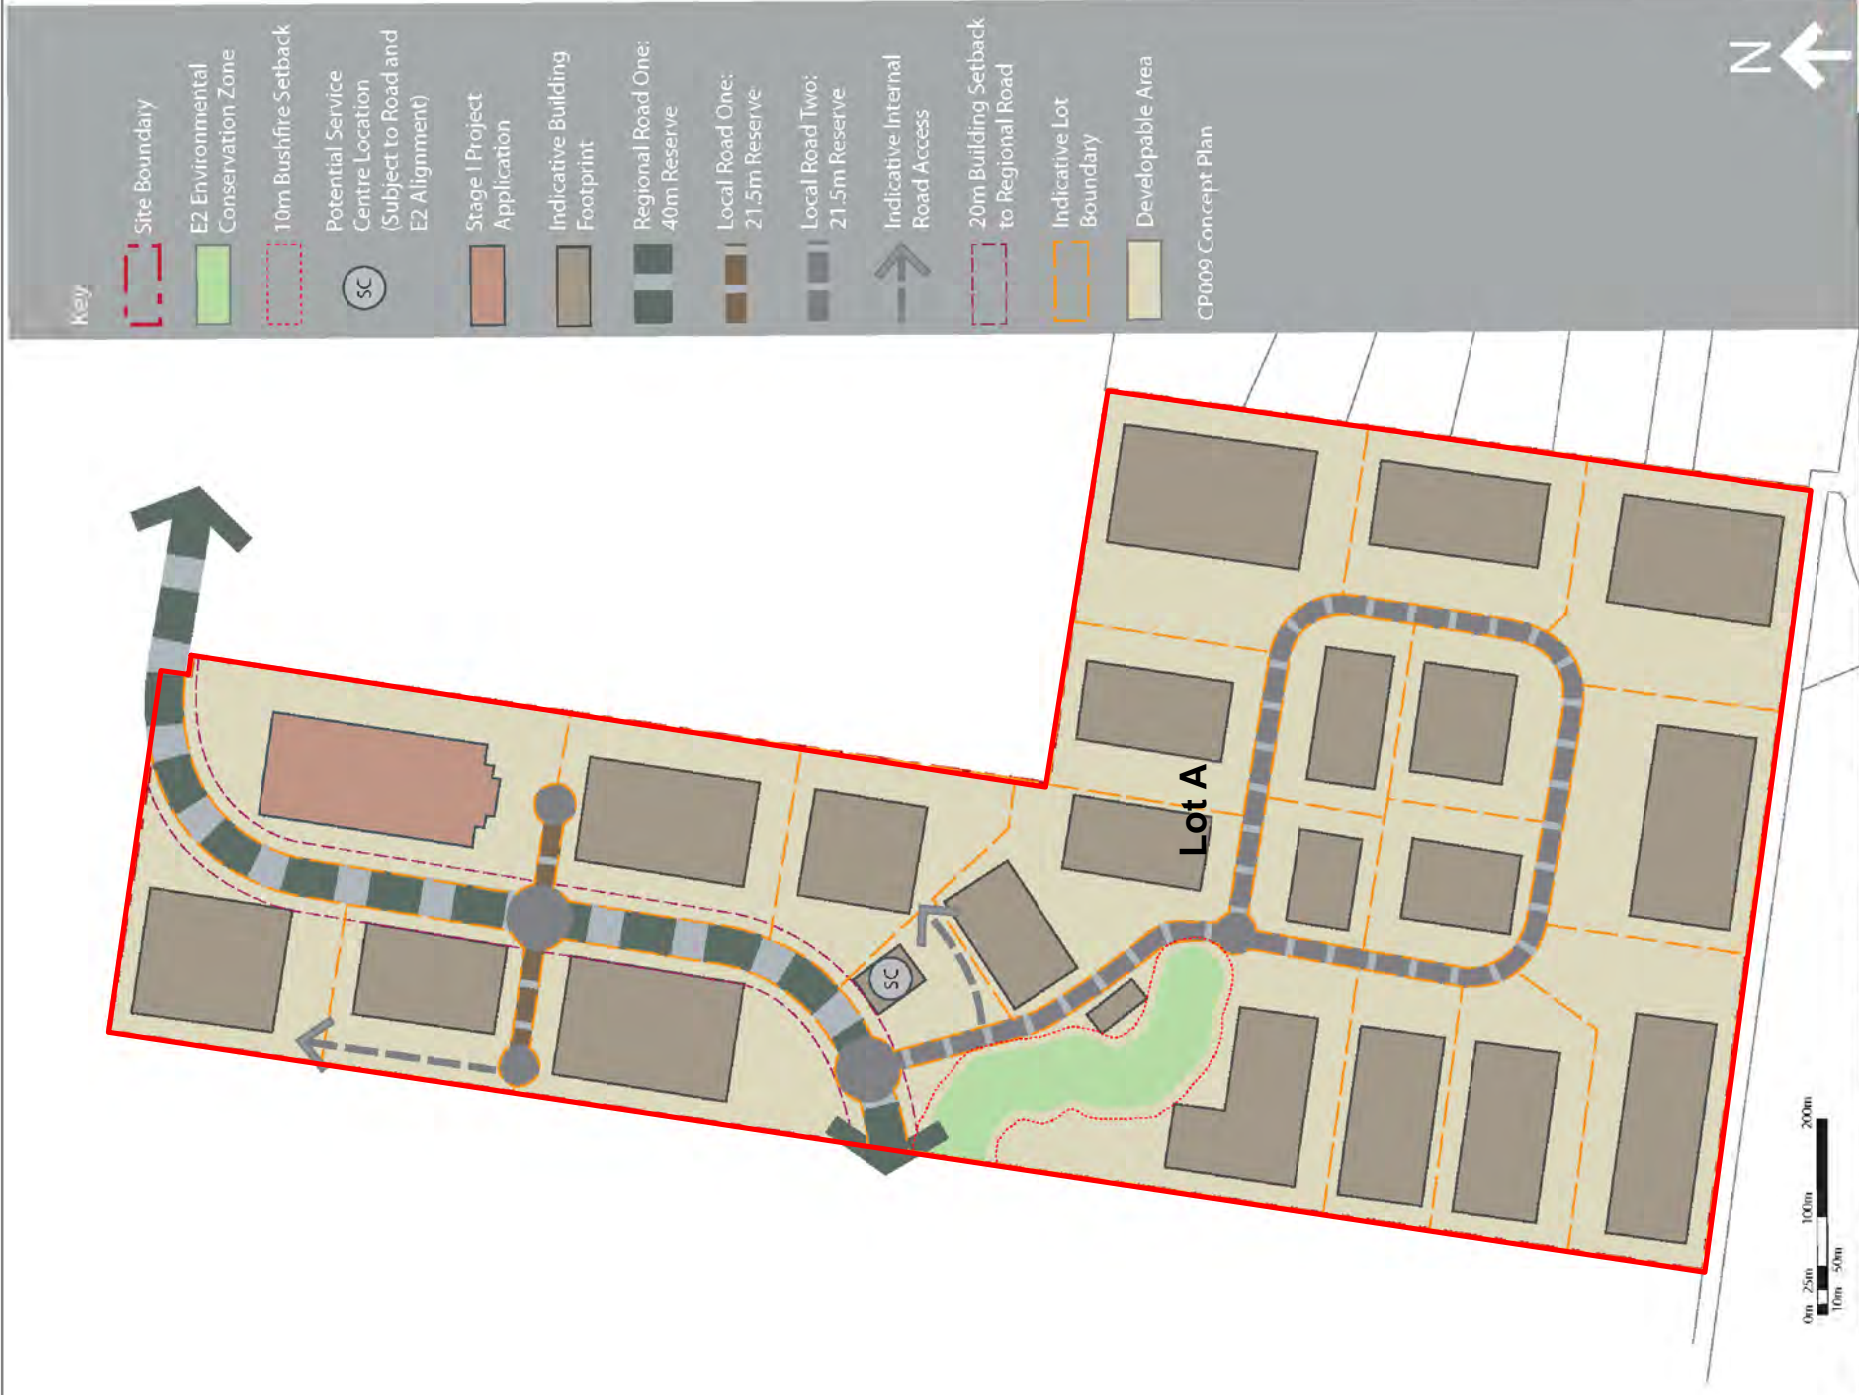 Key
Site Boundary
E2 Environmental
Conservation Zone
10m Bushfire Setback
SC
Potential Service
Centre Location
(Subject to Road and
E2 Alignment)
Stage I Project
Application
Indicative Building
Footprint
Regional Road One:
40m Reserve
Local Road One:
21.5m Reserve
Local Road Two:
21.5m Reserve
Indicative Internal
Road Access
20m Building Setback
to Regional Road
Indicative Lot
Boundary
Developable Area
CP009 Concept Plan
N
SC
Lot A
0m 25m 100m 200m
10m 50m